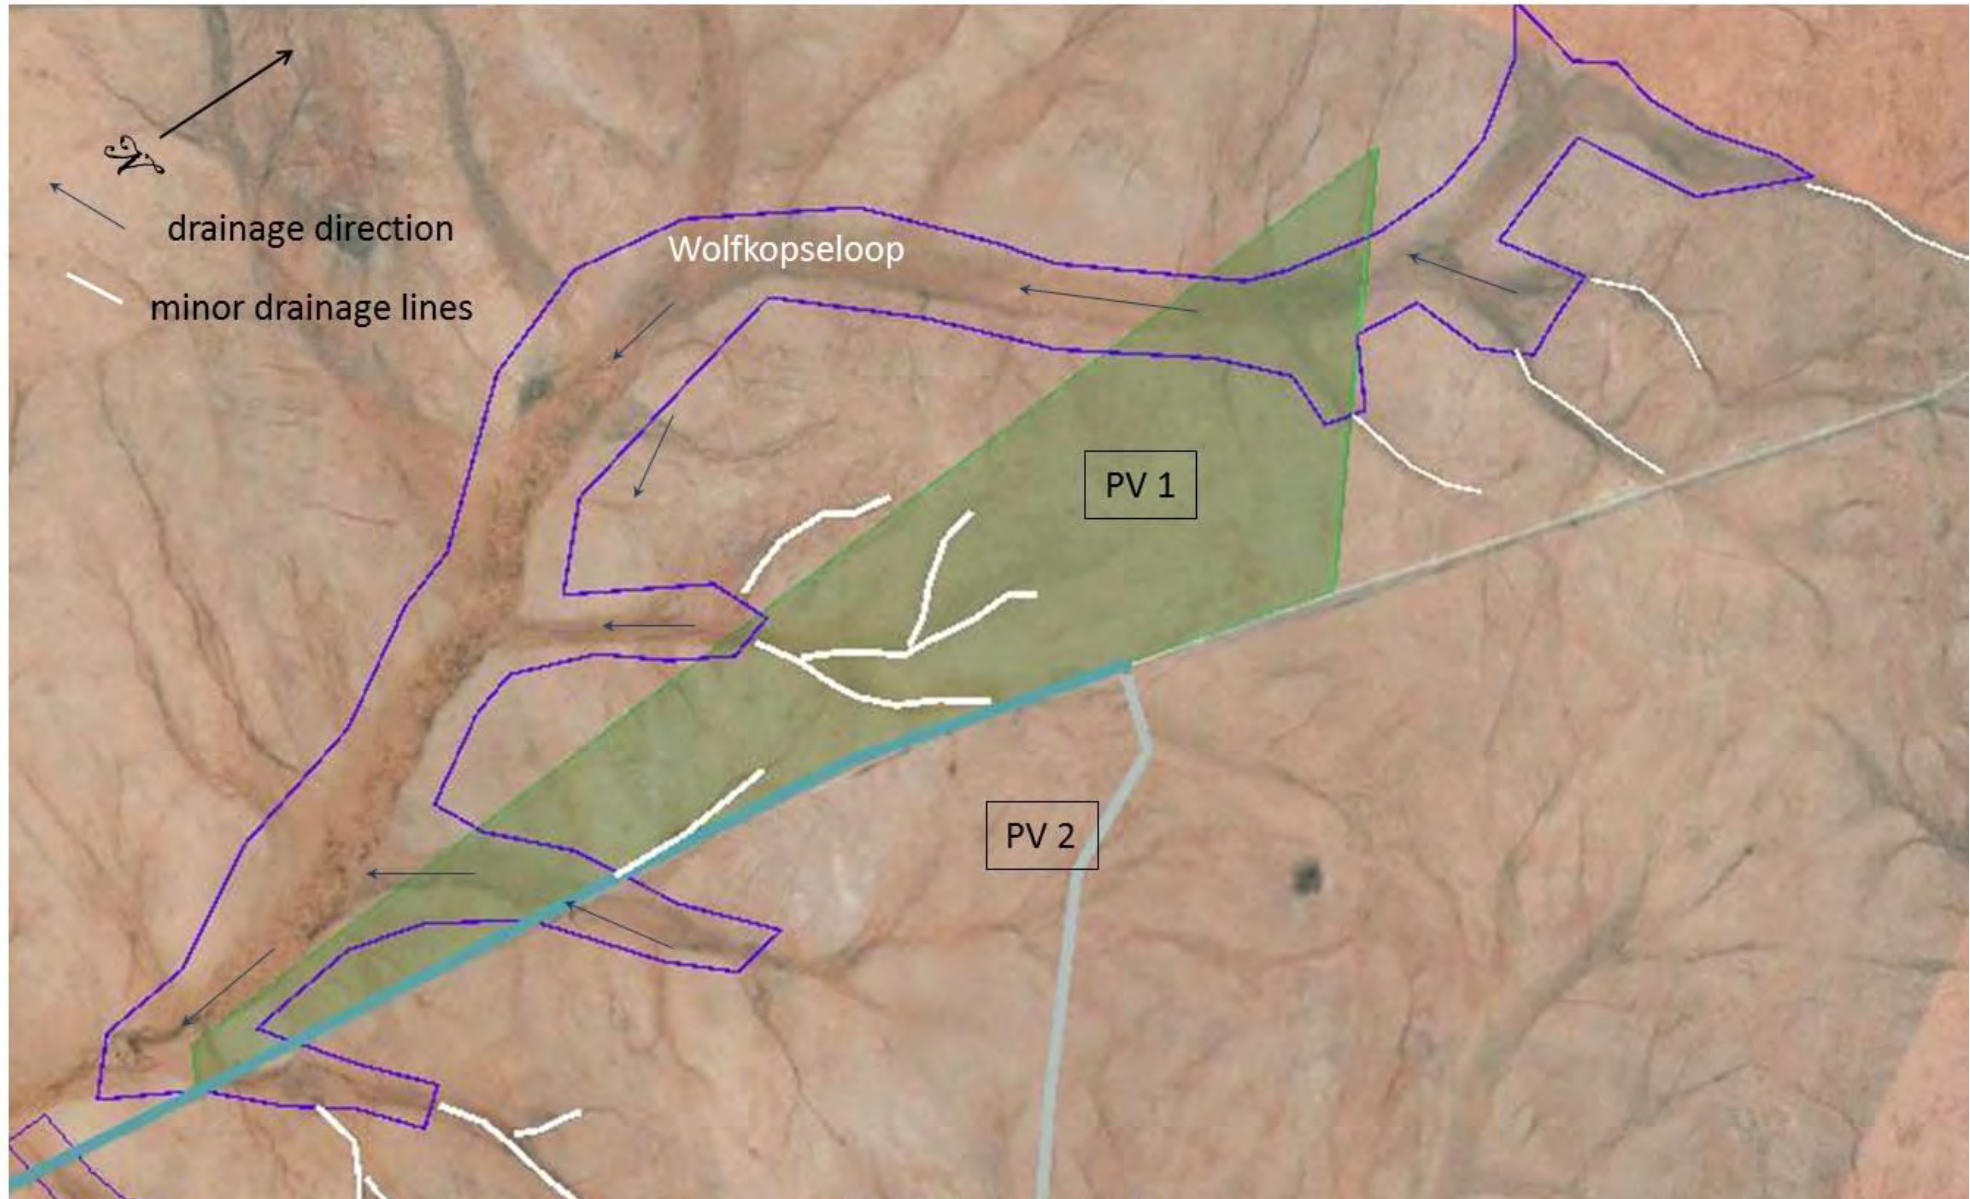 N
drainage direction
minor drainage lines
Wolfkopseloop
PV 1
PV 2